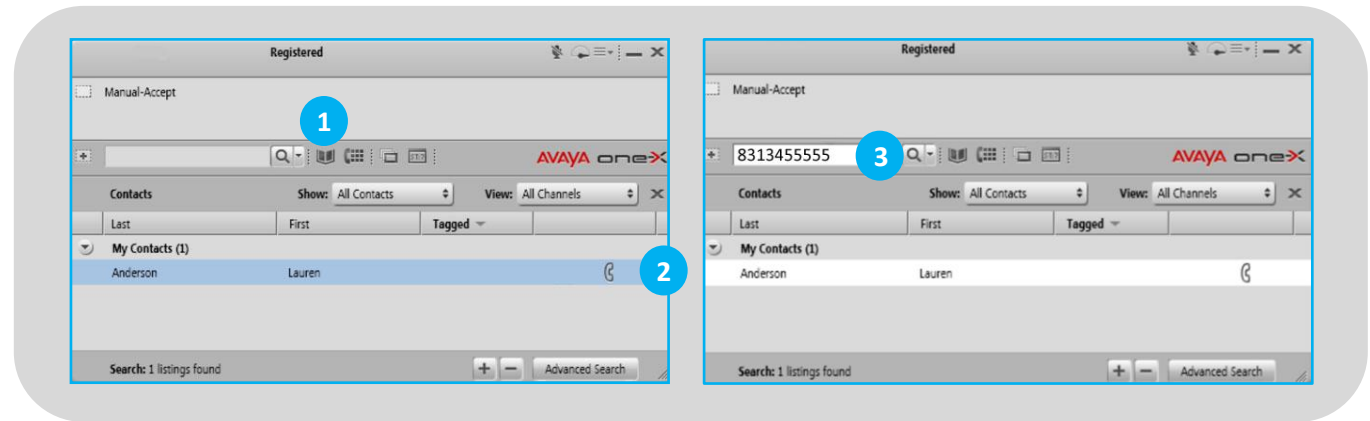 Registered
Manual-Accept
1
AVAYA one-X
Contacts Show: All Contacts View: All Channels
Last First Tagged
My Contacts (1)
Anderson Lauren
2
Search: 1 listings found + − Advanced Search
Registered
Manual-Accept
8313455555 3
AVAYA one-X
Contacts Show: All Contacts View: All Channels
Last First Tagged
My Contacts (1)
Anderson Lauren
Search: 1 listings found + − Advanced Search